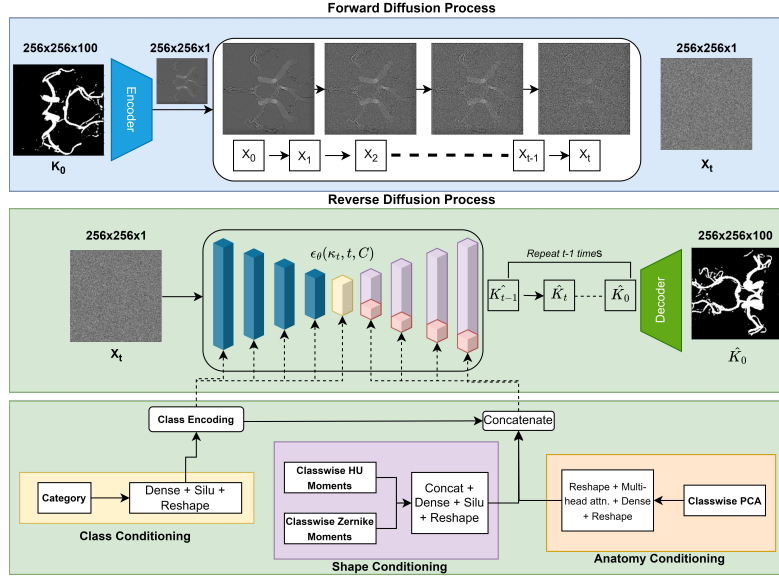 Forward Diffusion Process
256x256x100
256x256x1
256x256x1
Encoder
K₀
X₀
X₁
X₂
Xₜ₋₁
Xₜ
Xₜ
Reverse Diffusion Process
256x256x1
ϵ_θ(κₜ, t, C)
Repeat t-1 times
256x256x100
K̂ₜ₋₁
K̂ₜ
K̂₀
Decoder
Xₜ
K̂₀
Class Encoding
Concatenate
Category
Dense + Silu +
Reshape
Class Conditioning
Classwise HU
Moments
Classwise Zernike
Moments
Concat +
Dense + Silu
+ Reshape
Shape Conditioning
Reshape + Multi-
head attn. + Dense
+ Reshape
Classwise PCA
Anatomy Conditioning